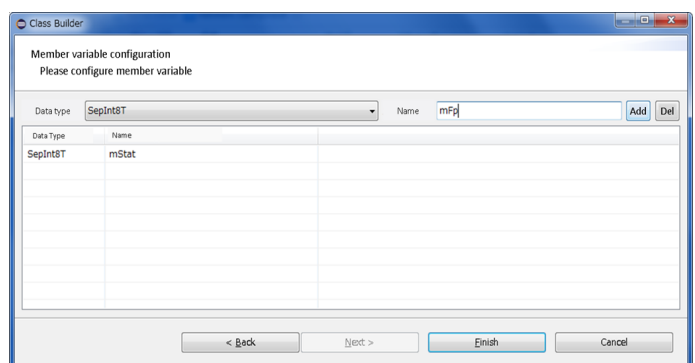 Class Builder
Member variable configuration
Please configure member variable
Data type SepInt8T Name mFp Add Del
Data Type Name
SepInt8T mStat
< Back Next > Finish Cancel